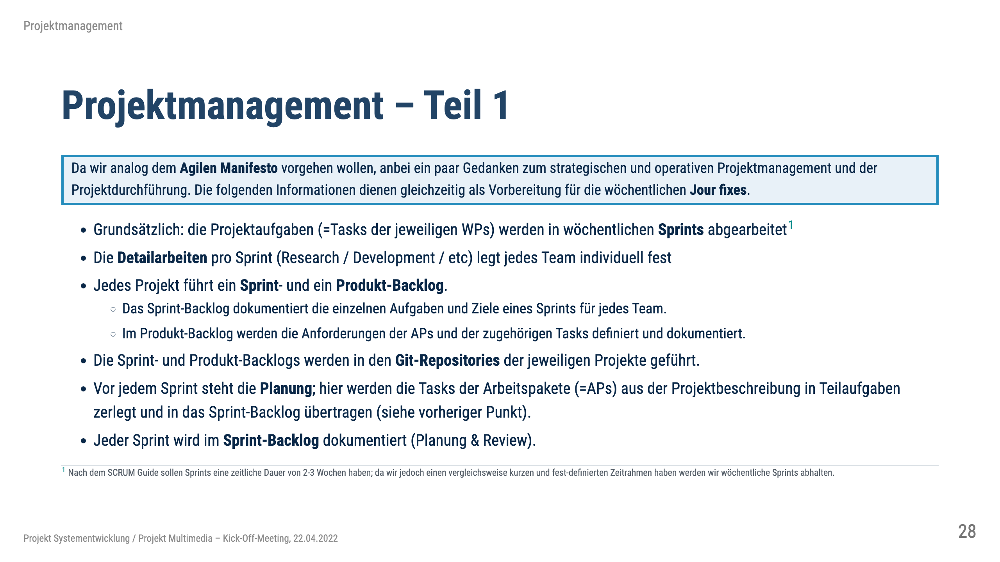 Projektmanagement
Projektmanagement – Teil 1
Da wir analog dem Agilen Manifesto vorgehen wollen, anbei ein paar Gedanken zum strategischen und operativen Projektmanagement und der
Projektdurchführung. Die folgenden Informationen dienen gleichzeitig als Vorbereitung für die wöchentlichen Jour fixes.
• Grundsätzlich: die Projektaufgaben (=Tasks der jeweiligen WPs) werden in wöchentlichen Sprints abgearbeitet¹
• Die Detailarbeiten pro Sprint (Research / Development / etc) legt jedes Team individuell fest
• Jedes Projekt führt ein Sprint- und ein Produkt-Backlog.
◦ Das Sprint-Backlog dokumentiert die einzelnen Aufgaben und Ziele eines Sprints für jedes Team.
◦ Im Produkt-Backlog werden die Anforderungen der APs und der zugehörigen Tasks definiert und dokumentiert.
• Die Sprint- und Produkt-Backlogs werden in den Git-Repositories der jeweiligen Projekte geführt.
• Vor jedem Sprint steht die Planung; hier werden die Tasks der Arbeitspakete (=APs) aus der Projektbeschreibung in Teilaufgaben
zerlegt und in das Sprint-Backlog übertragen (siehe vorheriger Punkt).
• Jeder Sprint wird im Sprint-Backlog dokumentiert (Planung & Review).
¹ Nach dem SCRUM Guide sollen Sprints eine zeitliche Dauer von 2-3 Wochen haben; da wir jedoch einen vergleichsweise kurzen und fest-definierten Zeitrahmen haben werden wir wöchentliche Sprints abhalten.
Projekt Systementwicklung / Projekt Multimedia – Kick-Off-Meeting, 22.04.2022
28